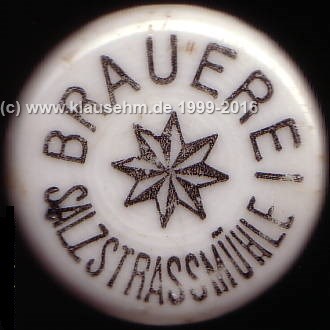 BRAUEREI
SALZSTRASSMÜHLE
(c) www.klausehm.de 1999-2016